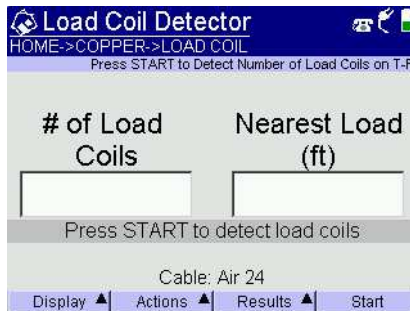 Load Coil Detector
HOME->COPPER->LOAD COIL
Press START to Detect Number of Load Coils on T-R
# of Load Coils
Nearest Load (ft)
Press START to detect load coils
Cable: Air 24
Display ▲ Actions ▲ Results ▲ Start